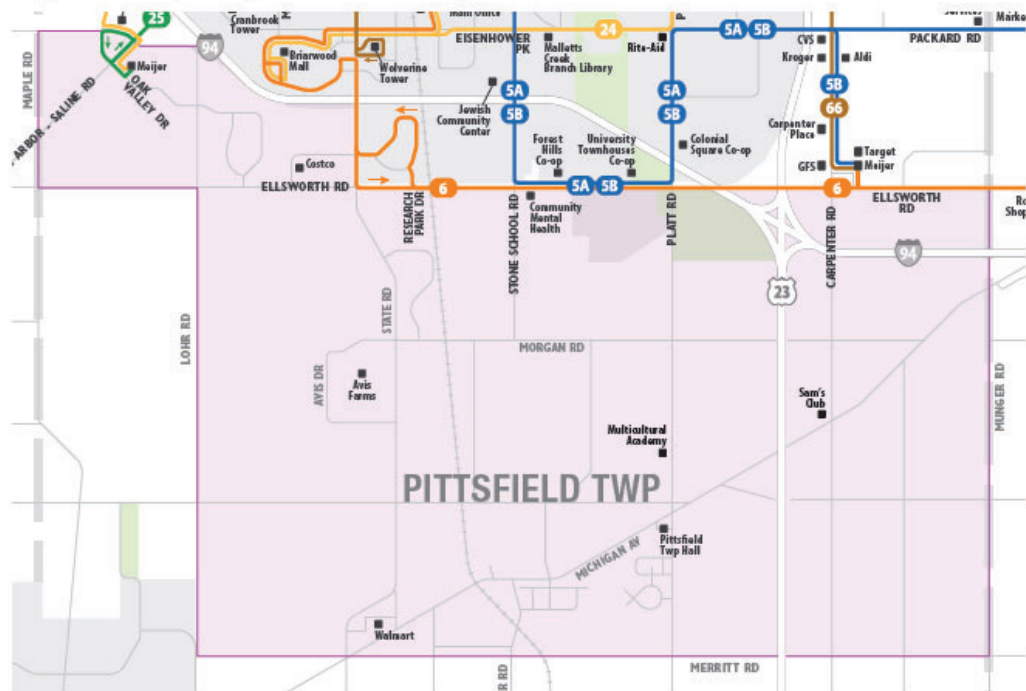 25
Cranbrook
Tower
Main Office
MAPLE RD
94
Meijer
OAK
VALLEY DR
ARBOR - SALINE RD
Briarwood
Mall
Wolverine
Tower
EISENHOWER
PK
Malletts
Creek
Branch Library
24
Rite-Aid
5A 5B
CVS
Kroger
Aldi
PACKARD RD
5B
66
Jewish
Community
Center
5A
5B
5A
5B
Carpenter
Place
Forest
Hills
Co-op
University
Townhouses
Co-op
Colonial
Square Co-op
Target
Meijer
GFS
Costco
ELLSWORTH RD
6
5A 5B
6
ELLSWORTH
RD
RESEARCH
PARK DR
STONE SCHOOL RD
Community
Mental
Health
PLATT RD
CARPENTER RD
94
23
LOHR RD
STATE RD
MORGAN RD
AVIS DR
Avis
Farms
Sam's
Club
MUNGER RD
Multicultural
Academy
PITTSFIELD TWP
Pittsfield
Twp Hall
MICHIGAN AV
Walmart
MERRITT RD